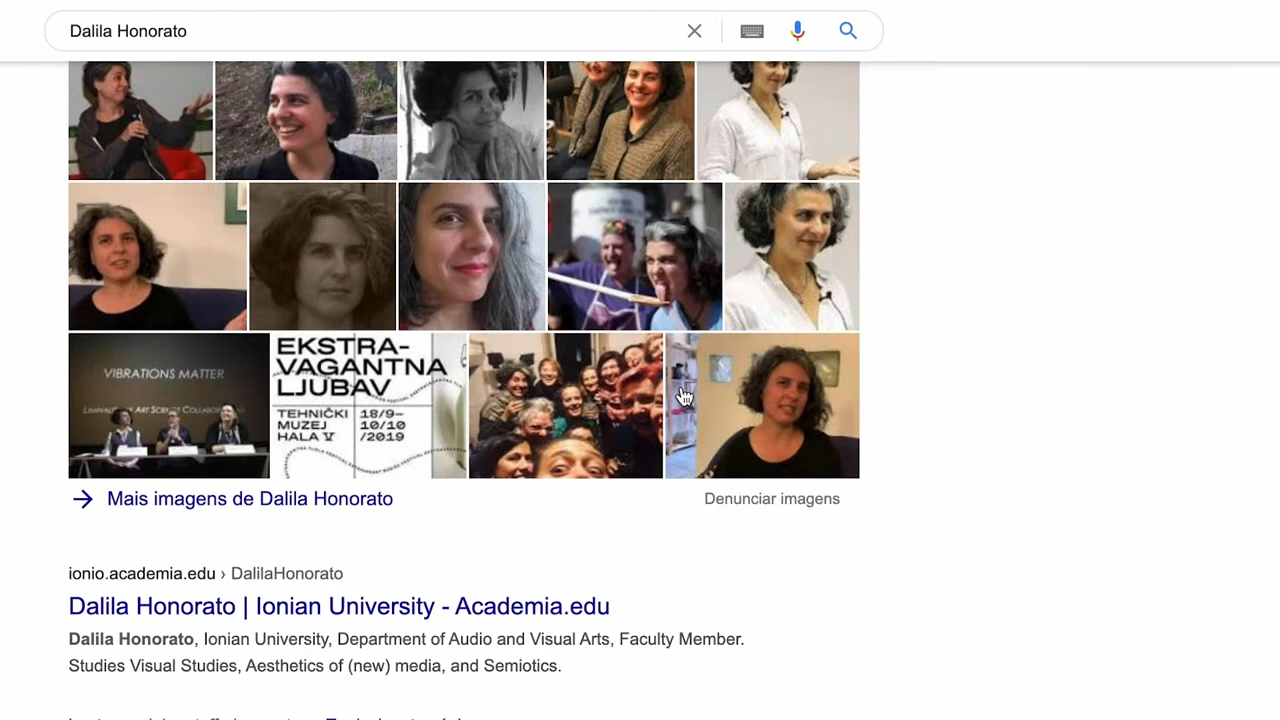 Dalila Honorato
VIBRATIONS MATTER
EKSTRA-
VAGANTNA
LJUBAV
TEHNIČKI
MUZEJ
HALA V
18/9–
10/10
/2019
Mais imagens de Dalila Honorato
Denunciar imagens
ionio.academia.edu › DalilaHonorato
Dalila Honorato | Ionian University - Academia.edu
Dalila Honorato, Ionian University, Department of Audio and Visual Arts, Faculty Member.
Studies Visual Studies, Aesthetics of (new) media, and Semiotics.